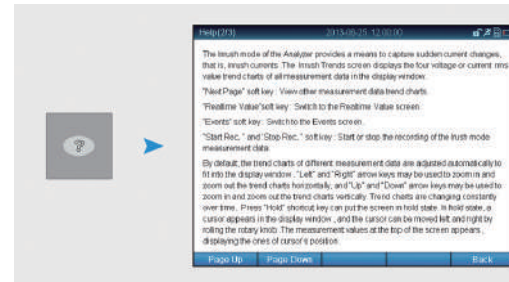 Help(2/3) 2013-06-25 12:00:00
?
The Inrush mode of the Analyzer provides a means to capture sudden current changes,
that is, inrush currents. The Inrush Trends screen displays the four voltage or current rms
value trend charts of all measurement data in the display window.
"Next Page" soft key : View other measurement data trend charts.
"Realtime Value"soft key : Switch to the Realtime Value screen.
"Events" soft key : Switch to the Events screen.
"Start Rec. " and "Stop Rec. " soft key : Start or stop the recording of the Irush mode
measurement data.
By default, the trend charts of different measurement data are adjusted automatically to
fit into the display window . "Left" and "Right" arrow keys may be used to zoom in and
zoom out the trend charts horizontally, and "Up" and "Down" arrow keys may be used to
zoom in and zoom out the trend charts vertically. Trend charts are changing constantly
over time. Press "Hold" shortcut key can put the screen in hold state. In hold state, a
cursor appears in the display window , and the cursor can be moved left and right by
rolling the rotary knob. The measurement values at the top of the screen appears ,
displaying the ones of cursor's position.
Page Up Page Down Back